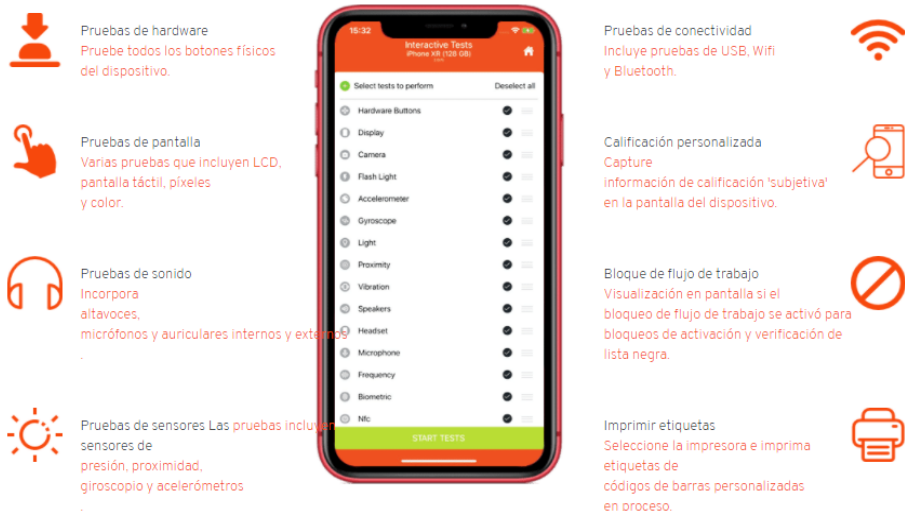 Pruebas de hardware
Pruebe todos los botones físicos
del dispositivo.
Pruebas de pantalla
Varias pruebas que incluyen LCD,
pantalla táctil, píxeles
y color.
Pruebas de sonido
Incorpora
altavoces,
micrófonos y auriculares internos y externos
.
Pruebas de sensores Las pruebas incluyen
sensores de
presión, proximidad,
giroscopio y acelerómetros
.
15:32
Interactive Tests
iPhone XR (128 GB)
Select tests to perform Deselect all
Hardware Buttons
Display
Camera
Flash Light
Accelerometer
Gyroscope
Light
Proximity
Vibration
Speakers
Headset
Microphone
Frequency
Biometric
Nfc
START TESTS
Pruebas de conectividad
Incluye pruebas de USB, Wifi
y Bluetooth.
Calificación personalizada
Capture
información de calificación 'subjetiva'
en la pantalla del dispositivo.
Bloque de flujo de trabajo
Visualización en pantalla si el
bloqueo de flujo de trabajo se activó para
bloqueos de activación y verificación de
lista negra.
Imprimir etiquetas
Seleccione la impresora e imprima
etiquetas de
códigos de barras personalizadas
en proceso.